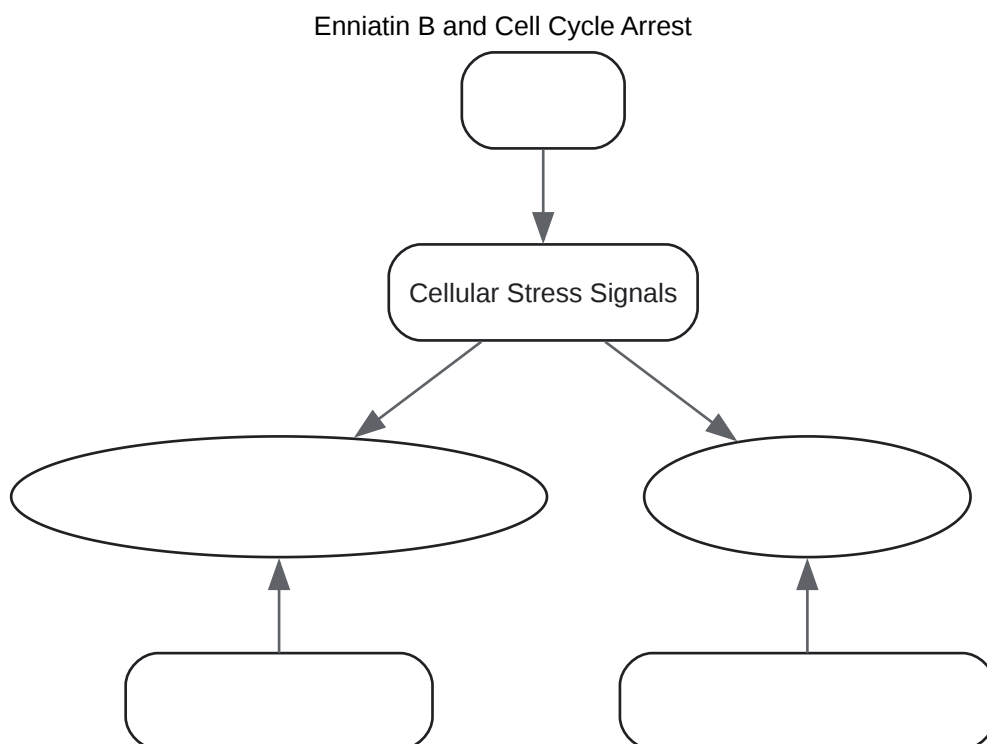 Enniatin B and Cell Cycle Arrest
Cellular Stress Signals